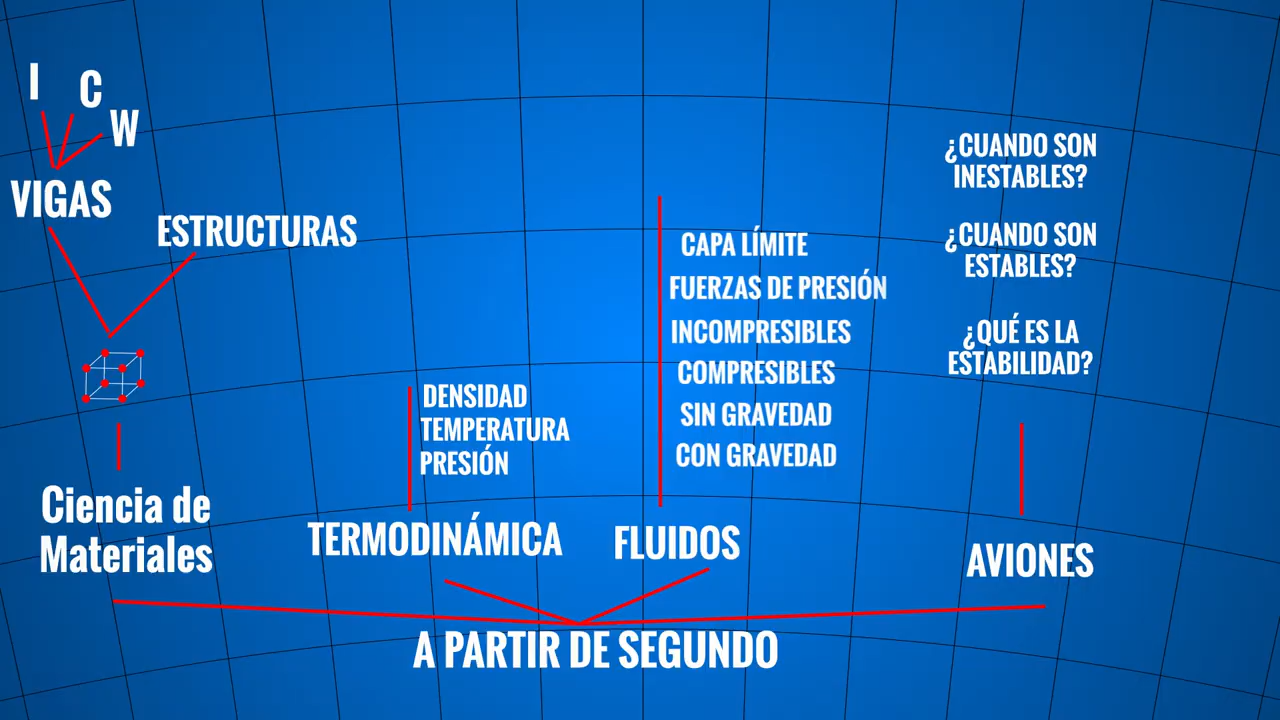 I
C
W
VIGAS
ESTRUCTURAS
Ciencia de
Materiales
DENSIDAD
TEMPERATURA
PRESIÓN
TERMODINÁMICA
CAPA LÍMITE
FUERZAS DE PRESIÓN
INCOMPRESIBLES
COMPRESIBLES
SIN GRAVEDAD
CON GRAVEDAD
FLUIDOS
¿CUANDO SON
INESTABLES?
¿CUANDO SON
ESTABLES?
¿QUÉ ES LA
ESTABILIDAD?
AVIONES
A PARTIR DE SEGUNDO